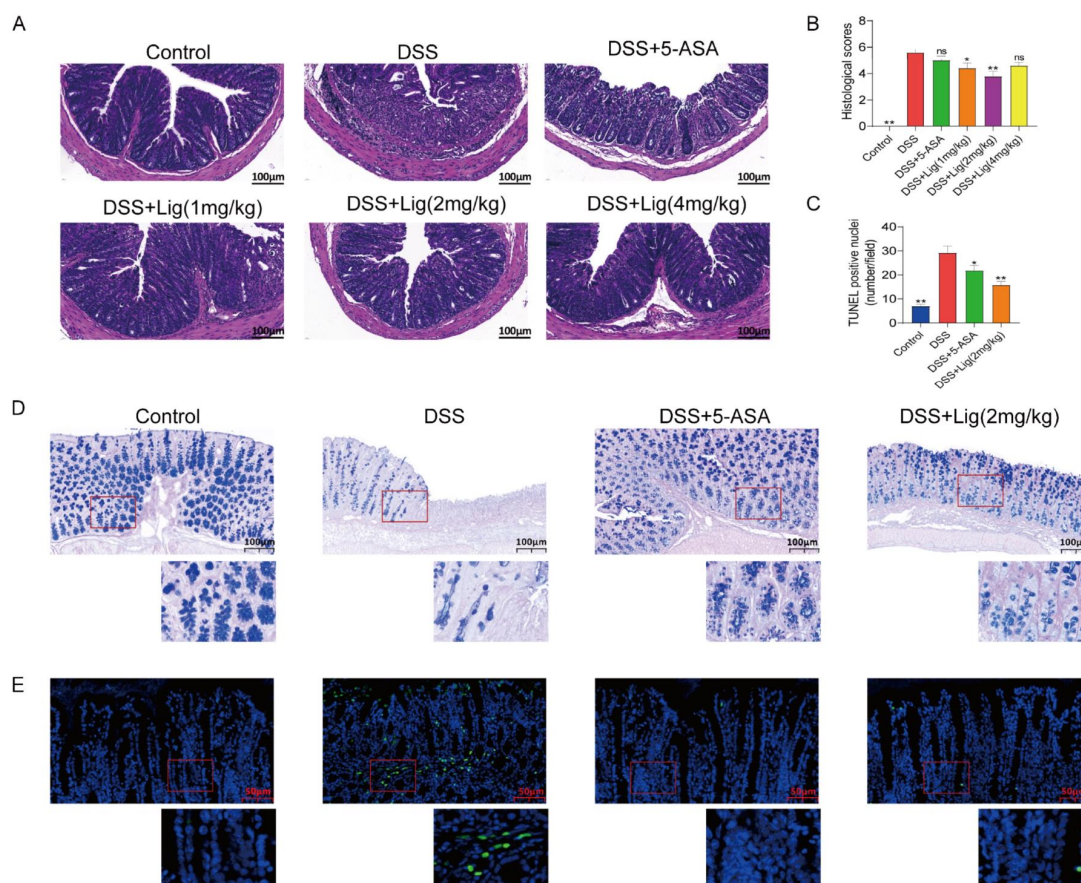 A
Control
DSS
DSS+5-ASA
100μm
100μm
100μm
DSS+Lig(1mg/kg)
DSS+Lig(2mg/kg)
DSS+Lig(4mg/kg)
100μm
100μm
100μm
B
Histological scores
8
6
4
2
0
**
ns
*
**
ns
Control
DSS
DSS+5-ASA
DSS+Lig(1mg/kg)
DSS+Lig(2mg/kg)
DSS+Lig(4mg/kg)
C
TUNEL positive nuclei
(number/field)
40
30
20
10
0
**
*
**
Control
DSS
DSS+5-ASA
DSS+Lig(2mg/kg)
D
Control
DSS
DSS+5-ASA
DSS+Lig(2mg/kg)
100μm
100μm
100μm
100μm
E
50μm
50μm
50μm
50μm